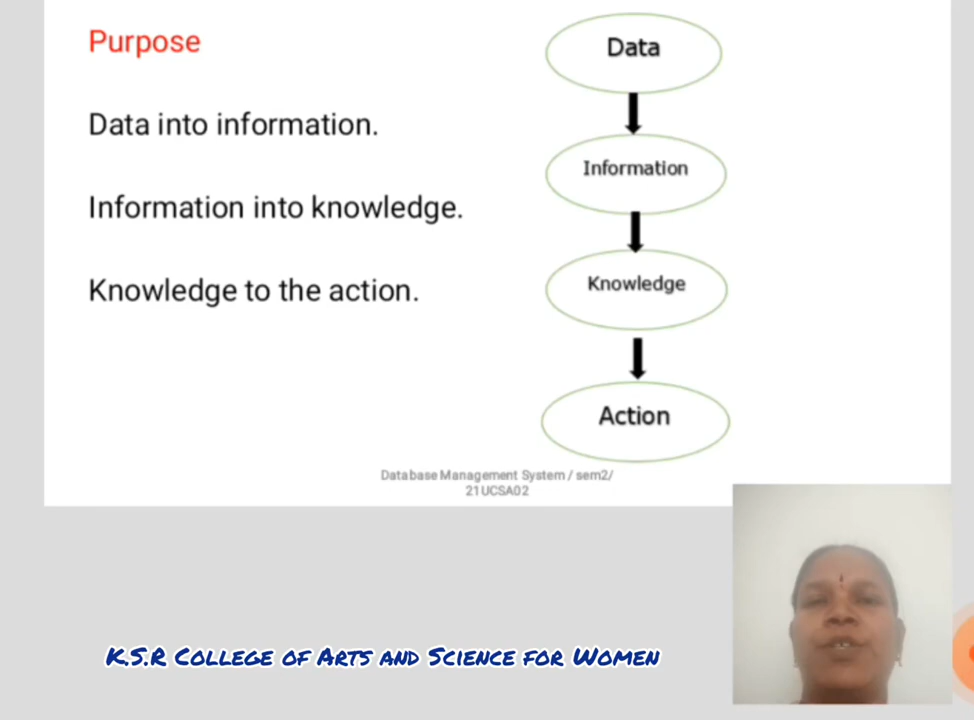 Purpose
Data into information.
Information into knowledge.
Knowledge to the action.
Data
Information
Knowledge
Action
Database Management System / sem2/
21UCSA02
K.S.R College of Arts and Science for Women